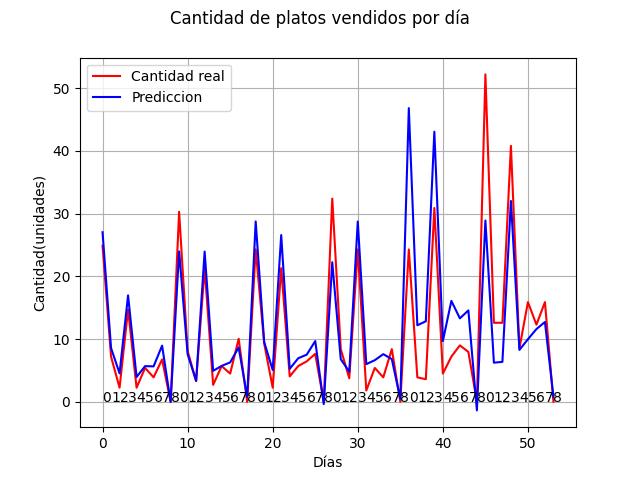 Cantidad de platos vendidos por día
Cantidad real
Prediccion
Cantidad(unidades)
50
40
30
20
10
0
012345678012345678012345678012345678012345678012345678
0 10 20 30 40 50
Días